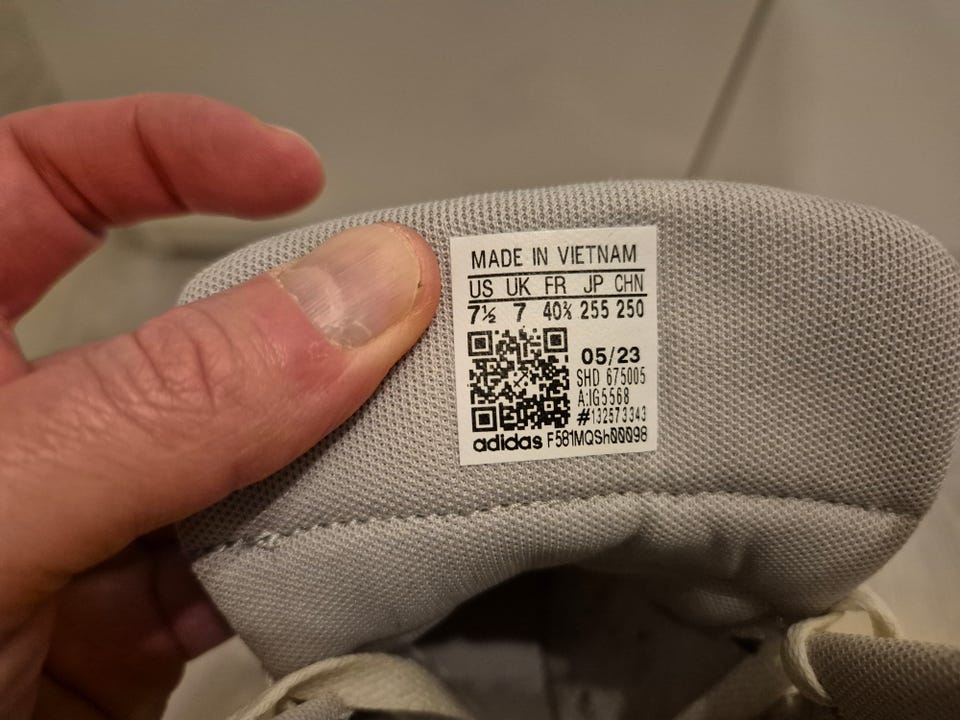 MADE IN VIETNAM
US UK FR JP CHN
7½ 7 40⅔ 255 250
05/23
SHD 675005
A:IG5568
#132573343
adidas F581MQSh00098